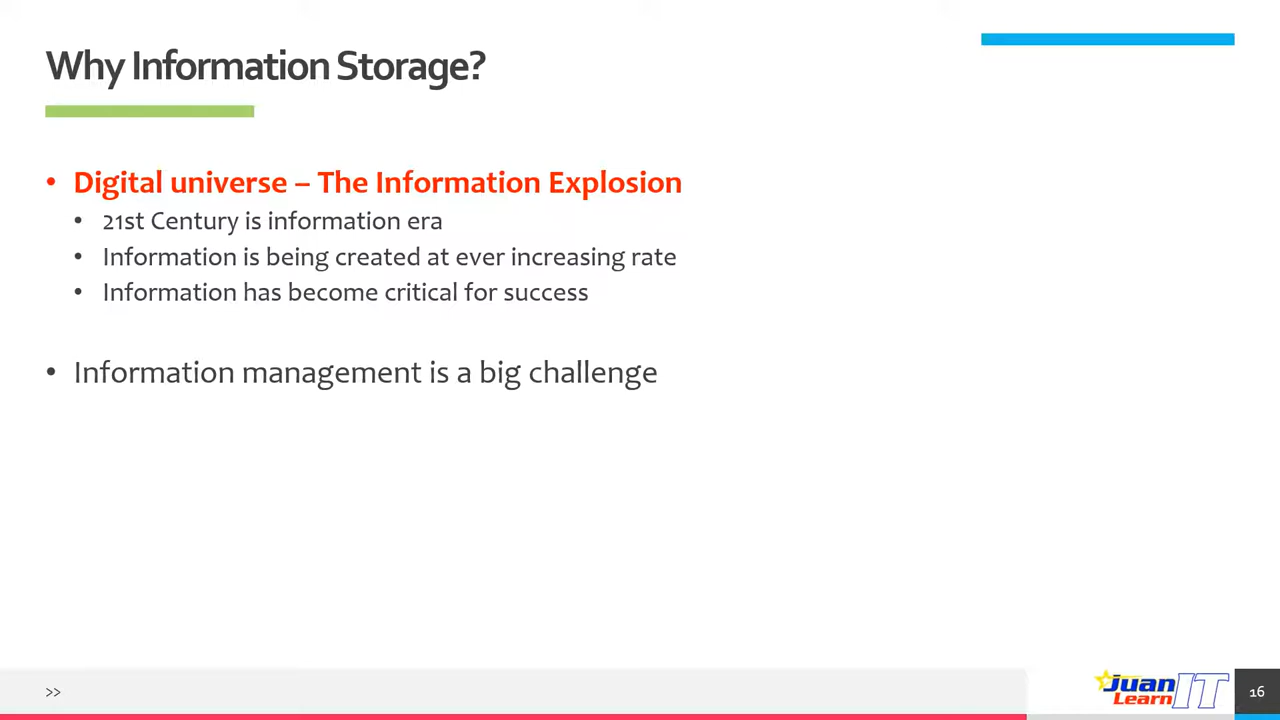 Why Information Storage?
• Digital universe – The Information Explosion
• 21st Century is information era
• Information is being created at ever increasing rate
• Information has become critical for success
• Information management is a big challenge
>>
Juan
Learn IT
16